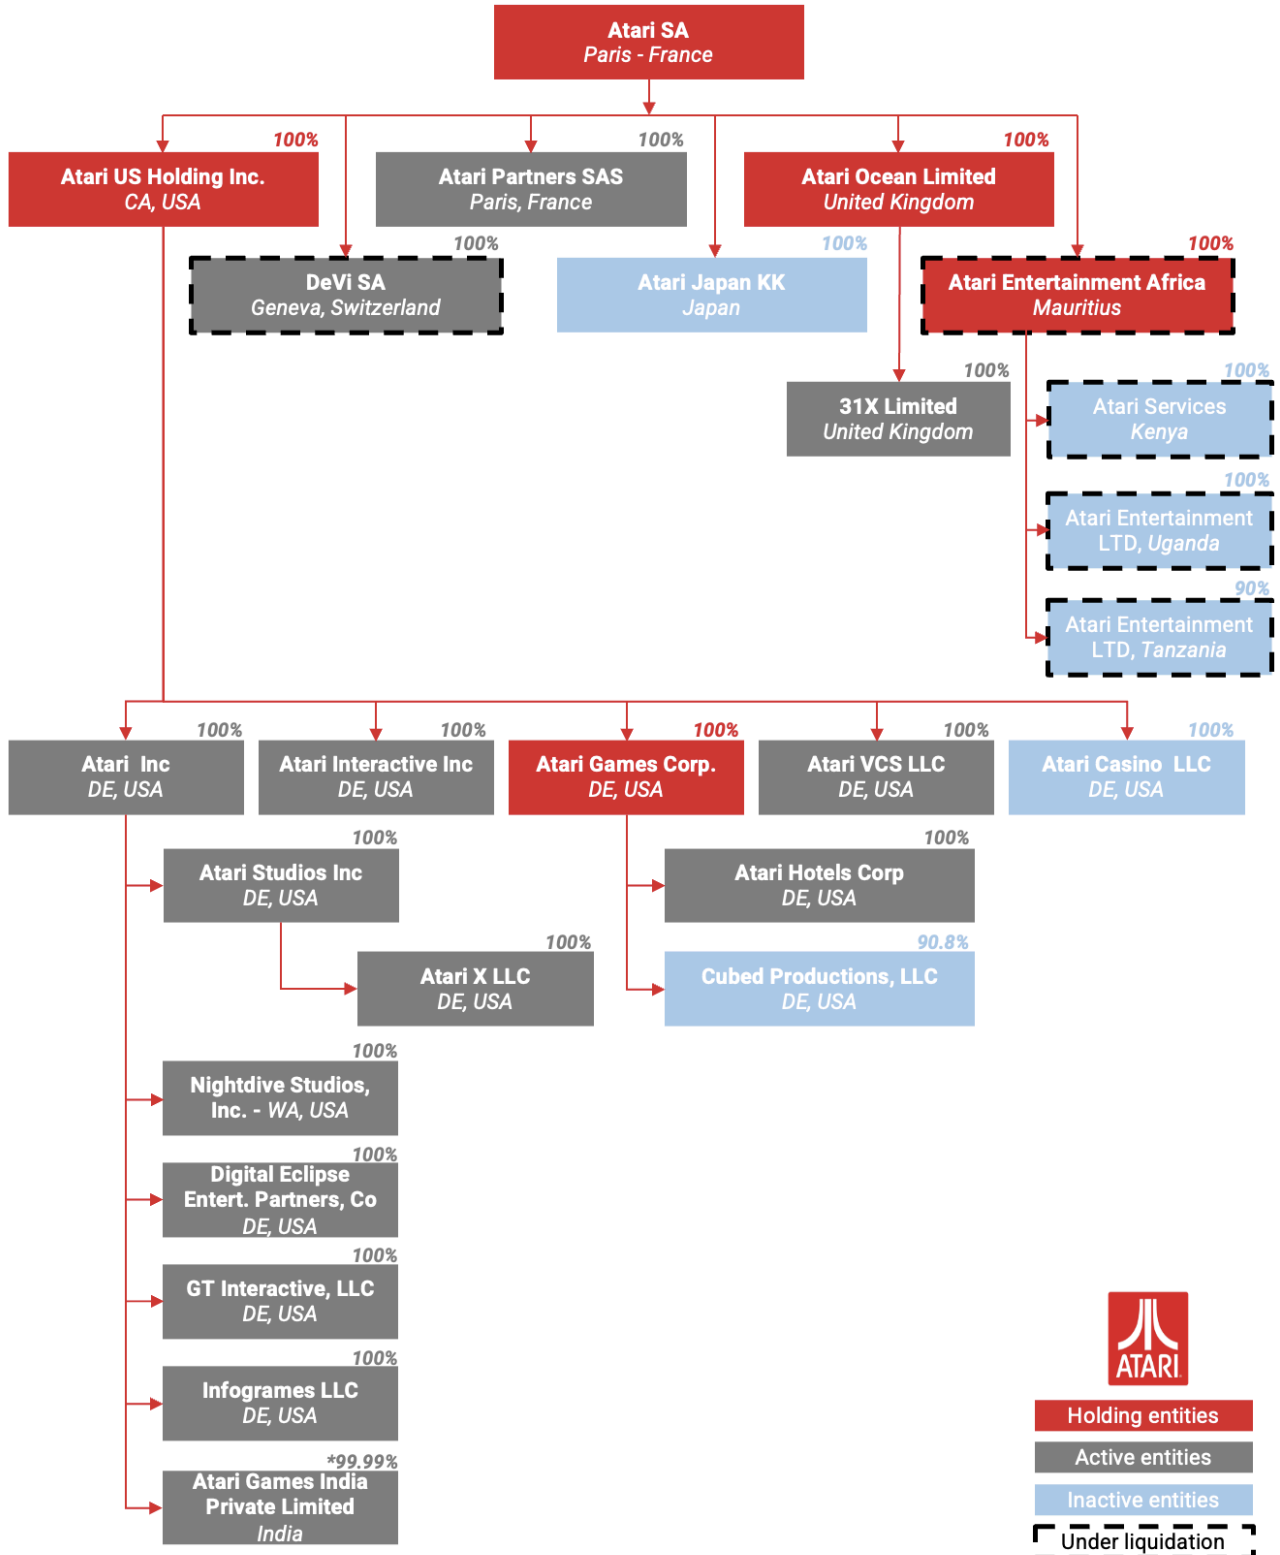 Atari SA
Paris - France
100%
Atari US Holding Inc.
CA, USA
100%
Atari Partners SAS
Paris, France
100%
Atari Ocean Limited
United Kingdom
100%
DeVi SA
Geneva, Switzerland
100%
Atari Japan KK
Japan
100%
Atari Entertainment Africa
Mauritius
100%
31X Limited
United Kingdom
100%
Atari Services
Kenya
100%
Atari Entertainment
LTD, Uganda
90%
Atari Entertainment
LTD, Tanzania
100%
Atari Inc
DE, USA
100%
Atari Interactive Inc
DE, USA
100%
Atari Games Corp.
DE, USA
100%
Atari VCS LLC
DE, USA
100%
Atari Casino LLC
DE, USA
100%
Atari Studios Inc
DE, USA
100%
Atari Hotels Corp
DE, USA
100%
Atari X LLC
DE, USA
90.8%
Cubed Productions, LLC
DE, USA
100%
Nightdive Studios,
Inc. - WA, USA
100%
Digital Eclipse
Entert. Partners, Co
DE, USA
100%
GT Interactive, LLC
DE, USA
100%
Infogrames LLC
DE, USA
*99.99%
Atari Games India
Private Limited
India
ATARI
Holding entities
Active entities
Inactive entities
Under liquidation